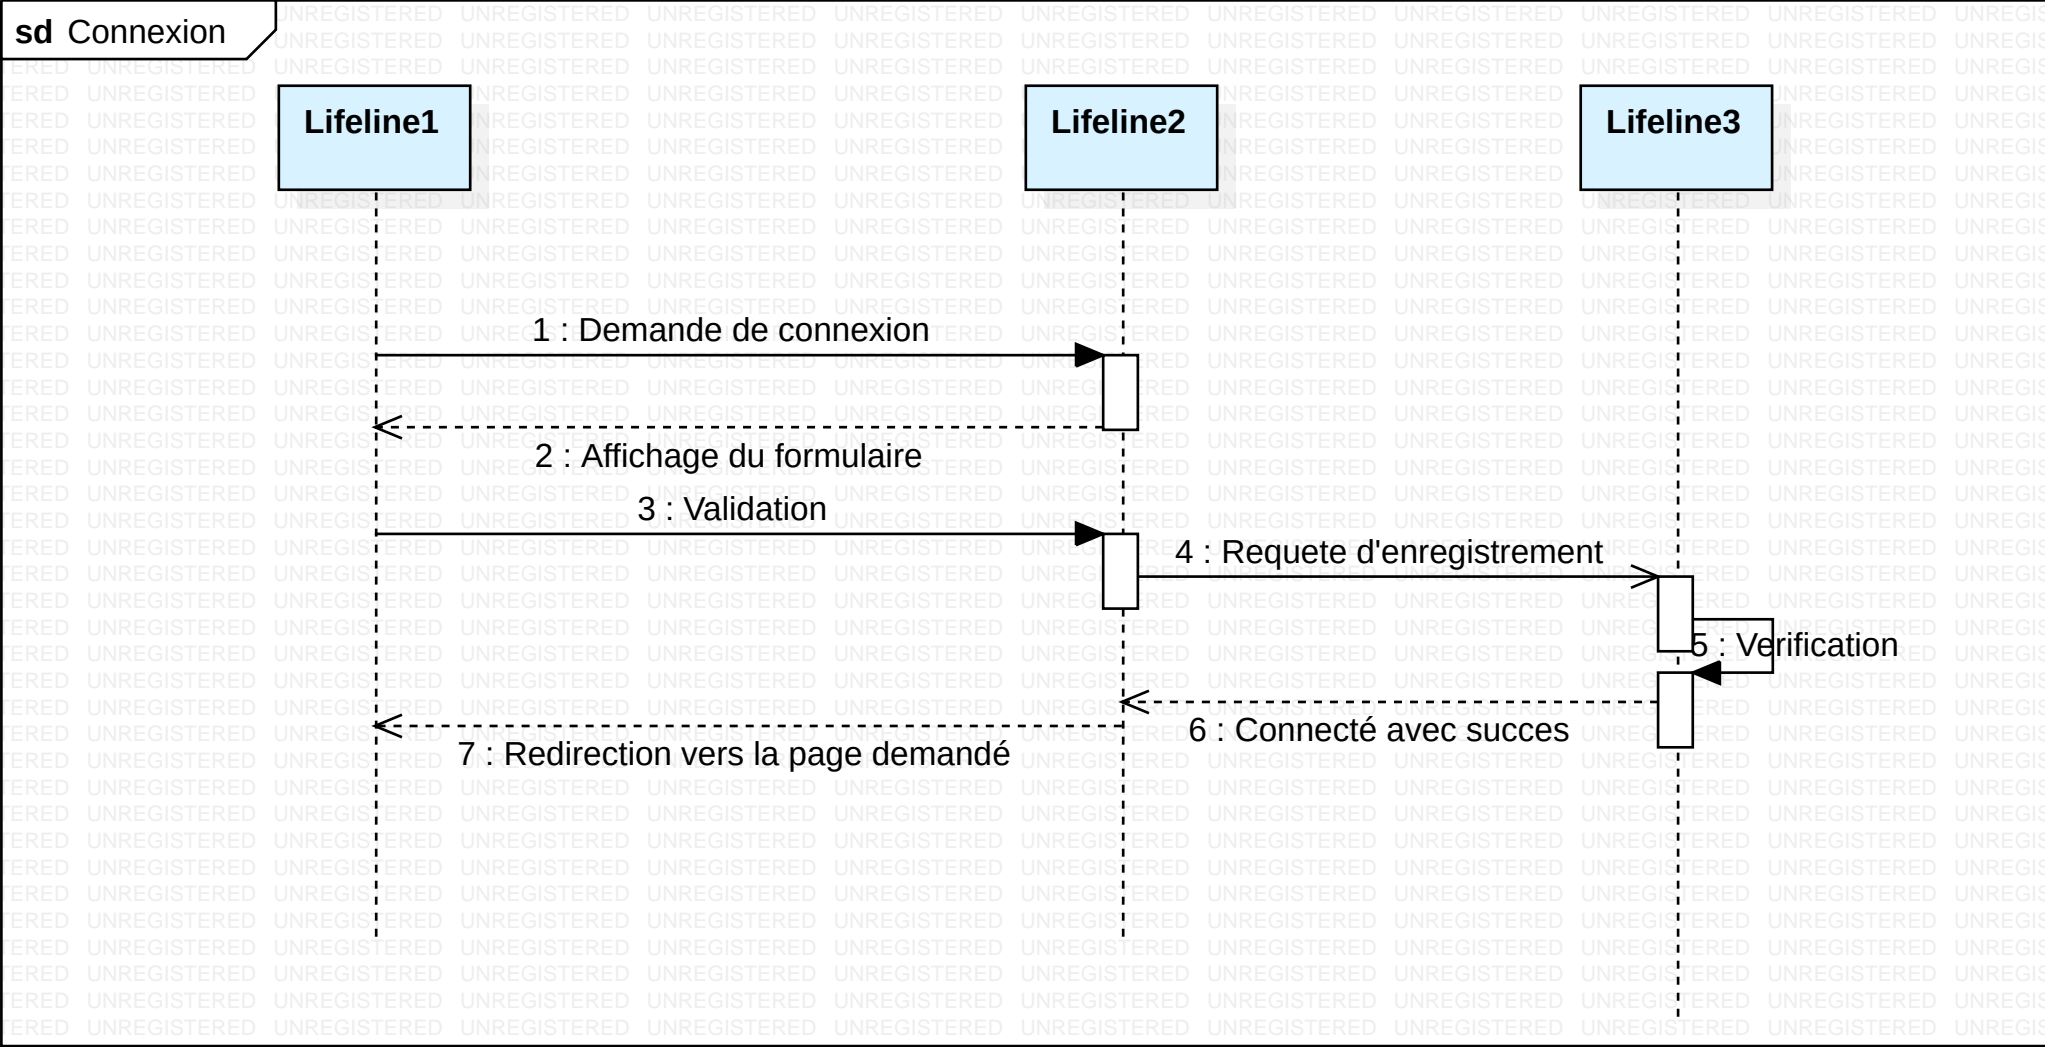 sd Connexion
Lifeline1
Lifeline2
Lifeline3
1 : Demande de connexion
2 : Affichage du formulaire
3 : Validation
4 : Requete d'enregistrement
5 : Verification
6 : Connecté avec succes
7 : Redirection vers la page demandé
UNREGISTERED